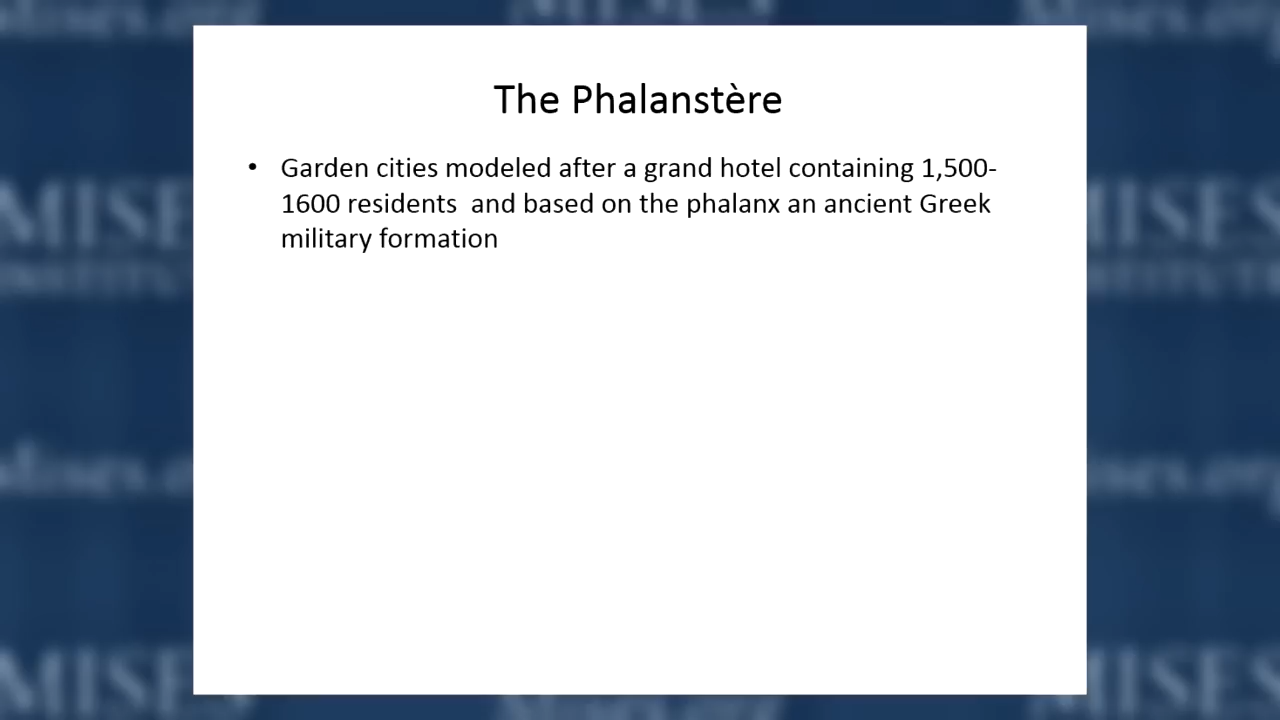 The Phalanstère
• Garden cities modeled after a grand hotel containing 1,500-
1600 residents  and based on the phalanx an ancient Greek
military formation